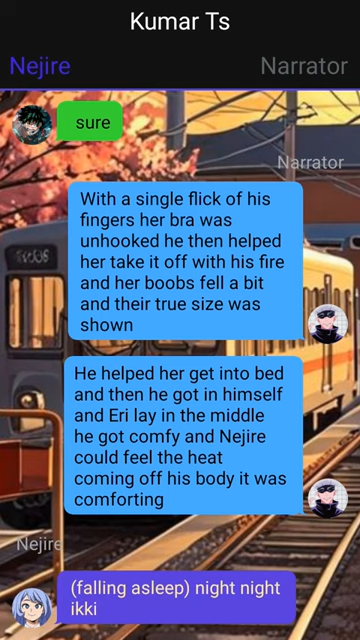 Kumar Ts
Nejire
Narrator
sure
Narrator
With a single flick of his
fingers her bra was
unhooked he then helped
her take it off with his fire
and her boobs fell a bit
and their true size was
shown
He helped her get into bed
and then he got in himself
and Eri lay in the middle
he got comfy and Nejire
could feel the heat
coming off his body it was
comforting
Nejire
(falling asleep) night night
ikki